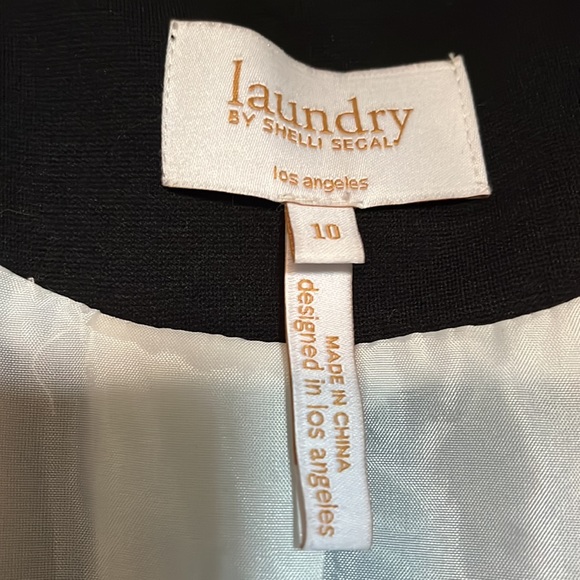 laundry
BY SHELLI SEGAL
los angeles
10
MADE IN CHINA
designed in los angeles